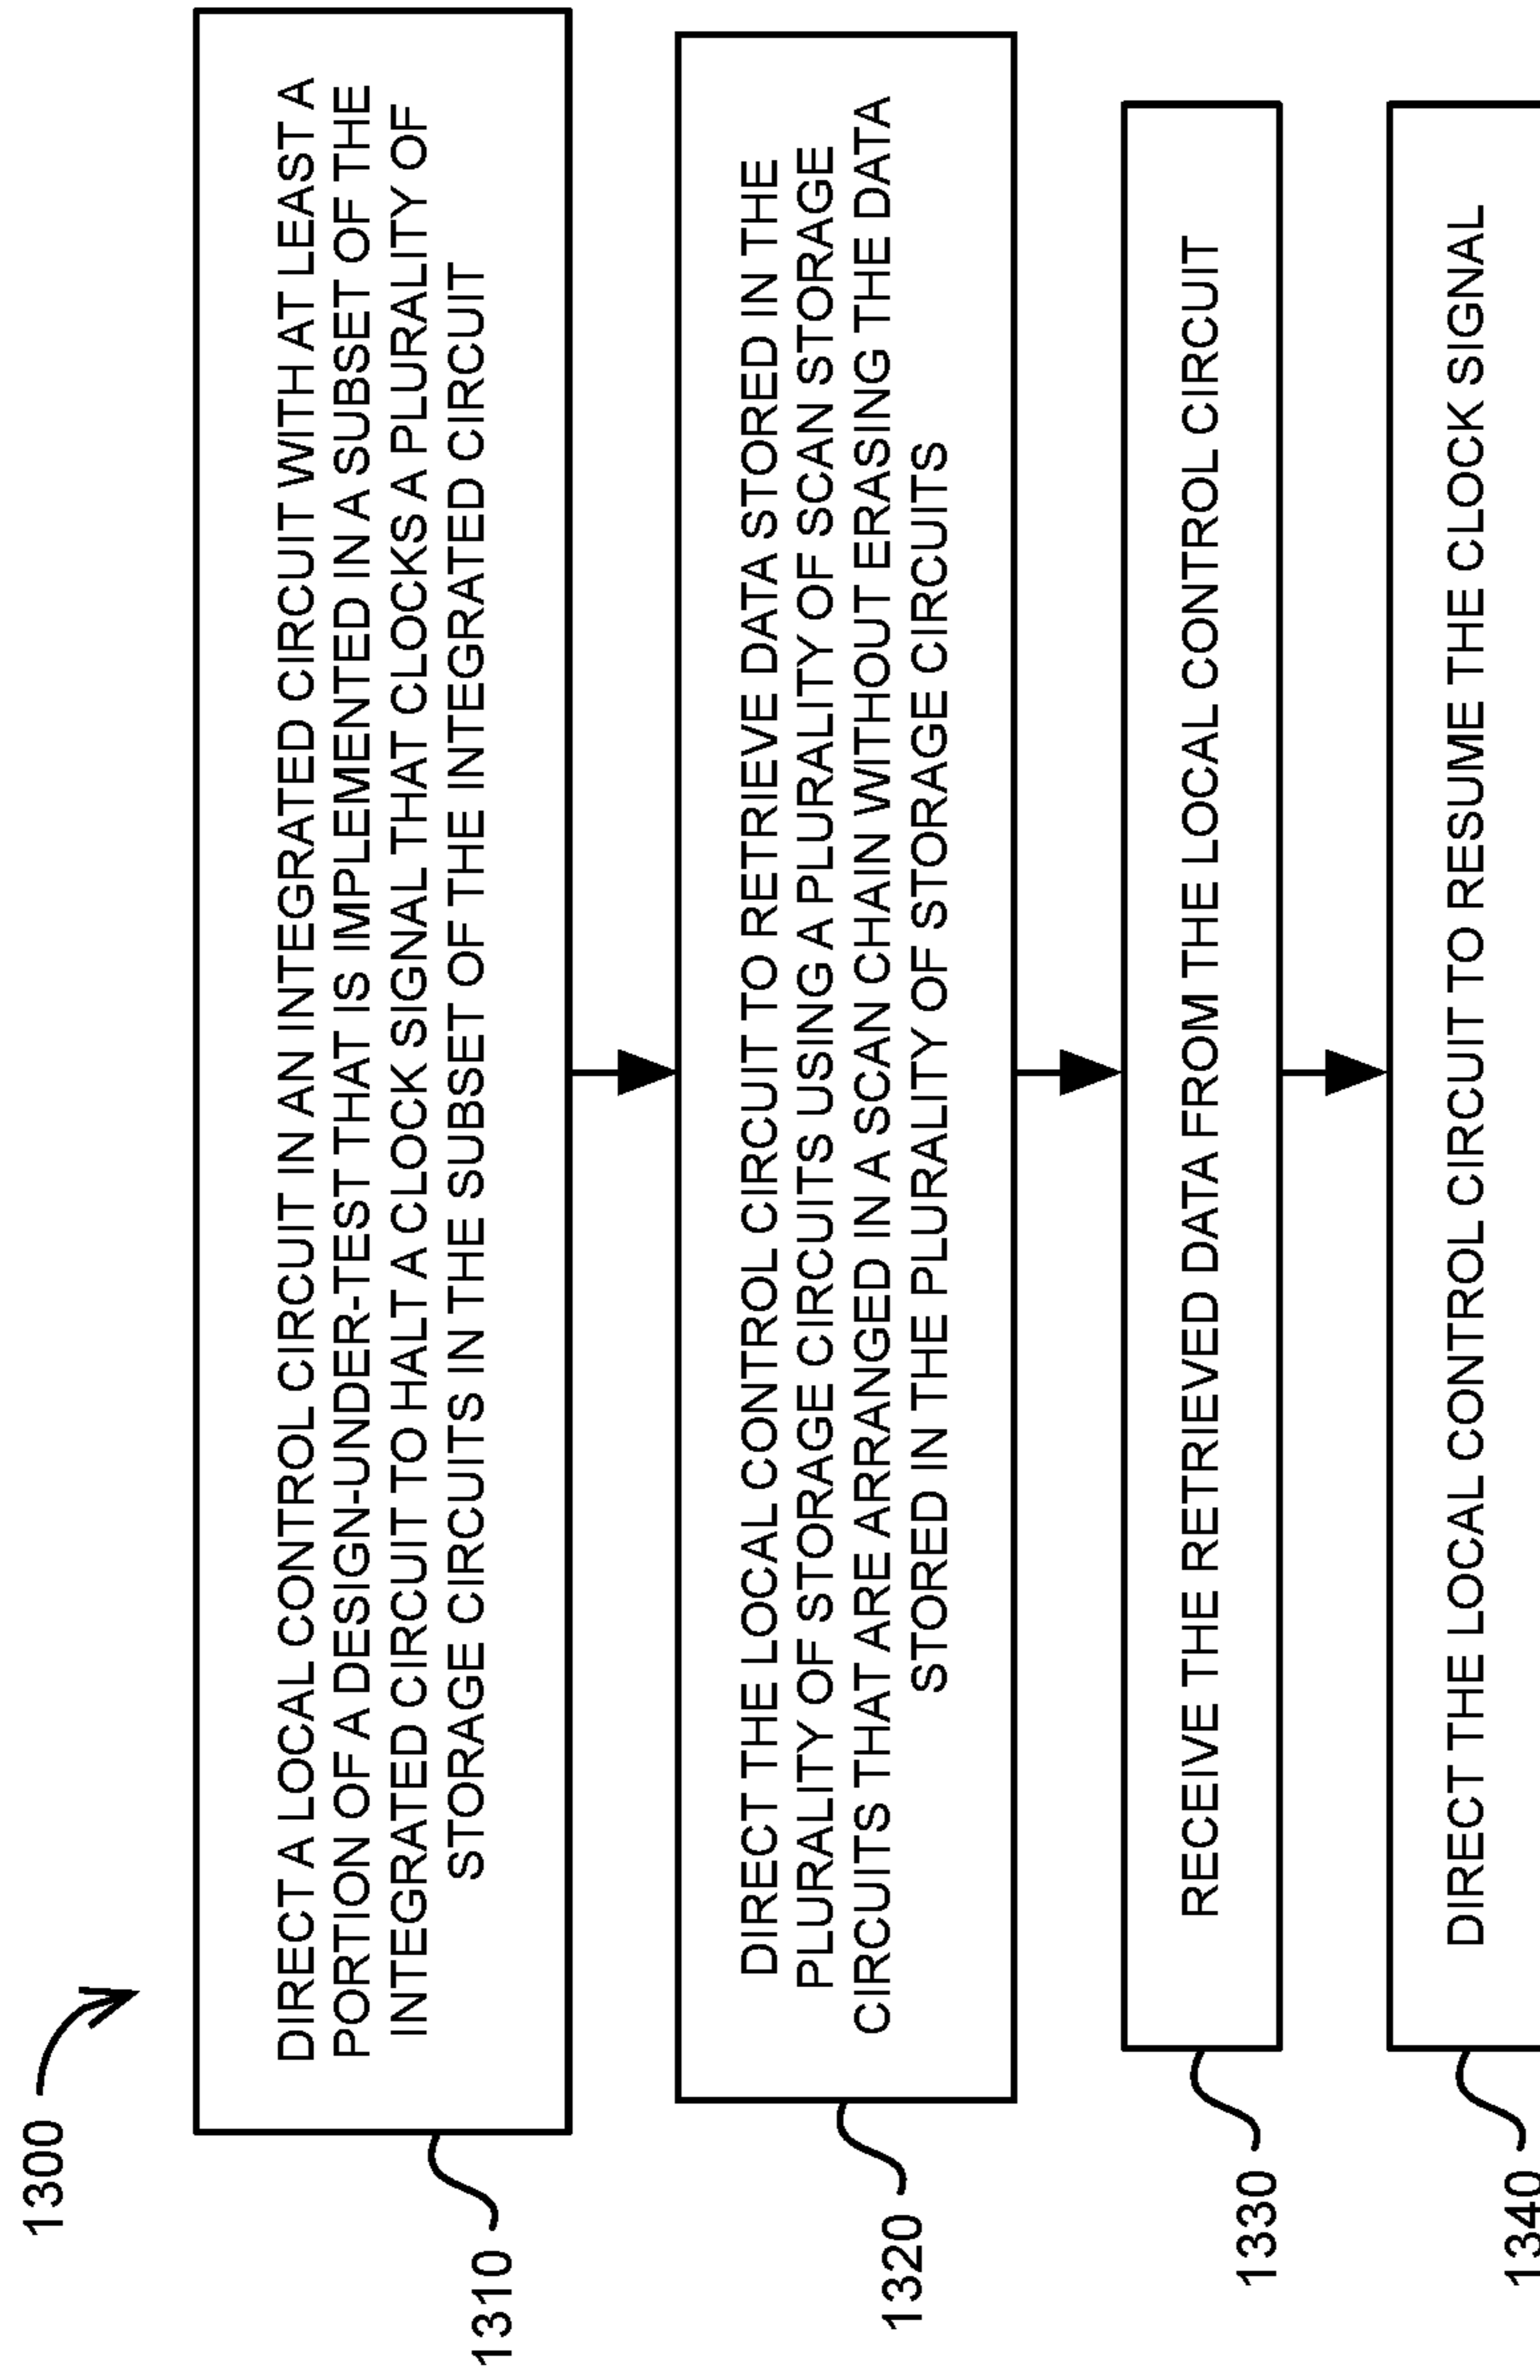 1300
DIRECT A LOCAL CONTROL CIRCUIT IN AN INTEGRATED CIRCUIT WITH AT LEAST A
PORTION OF A DESIGN-UNDER-TEST THAT IS IMPLEMENTED IN A SUBSET OF THE
INTEGRATED CIRCUIT TO HALT A CLOCK SIGNAL THAT CLOCKS A PLURALITY OF
STORAGE CIRCUITS IN THE SUBSET OF THE INTEGRATED CIRCUIT
1310
DIRECT THE LOCAL CONTROL CIRCUIT TO RETRIEVE DATA STORED IN THE
PLURALITY OF STORAGE CIRCUITS USING A PLURALITY OF SCAN STORAGE
CIRCUITS THAT ARE ARRANGED IN A SCAN CHAIN WITHOUT ERASING THE DATA
STORED IN THE PLURALITY OF STORAGE CIRCUITS
1320
RECEIVE THE RETRIEVED DATA FROM THE LOCAL CONTROL CIRCUIT
1330
DIRECT THE LOCAL CONTROL CIRCUIT TO RESUME THE CLOCK SIGNAL
1340